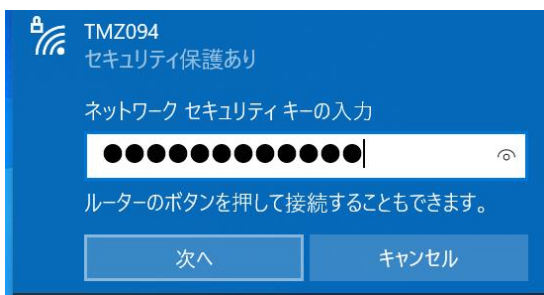 TMZ094
セキュリティ保護あり
ネットワーク セキュリティ キーの入力
●●●●●●●●●●●●
ルーターのボタンを押して接続することもできます。
次へ
キャンセル